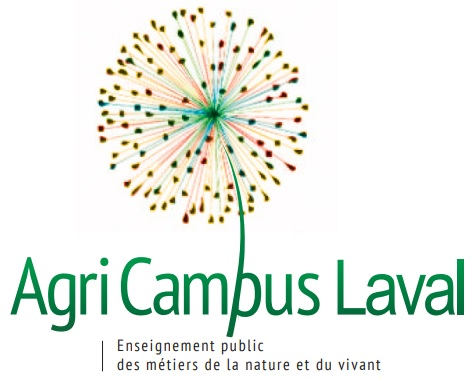 Agri Campus Laval
Enseignement public
des métiers de la nature et du vivant